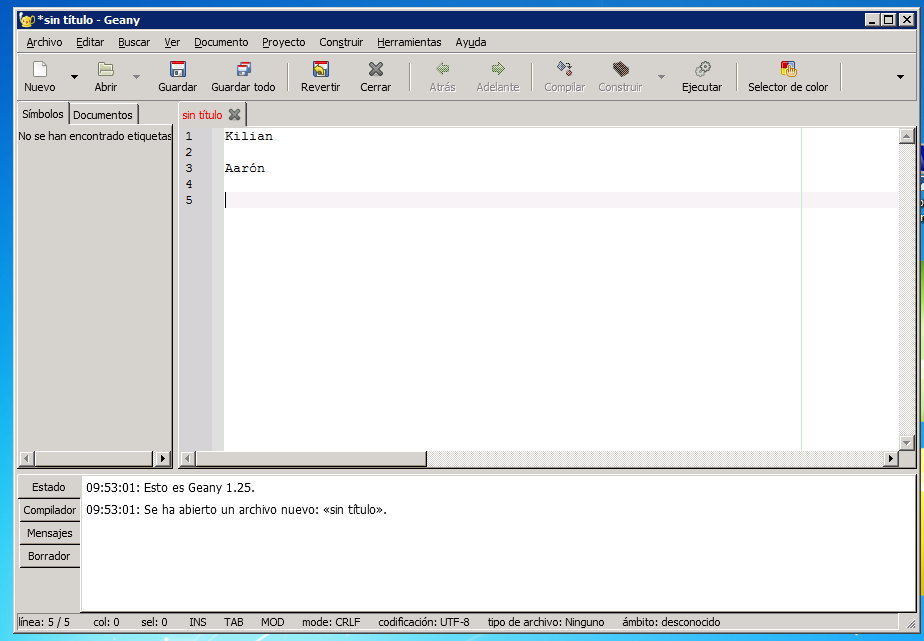 *sin título - Geany
Archivo Editar Buscar Ver Documento Proyecto Construir Herramientas Ayuda
Nuevo Abrir Guardar Guardar todo Revertir Cerrar Atrás Adelante Compilar Construir Ejecutar Selector de color
Símbolos Documentos
sin título
No se han encontrado etiquetas
1 Kilian
2
3 Aarón
4
5
Estado
Compilador
Mensajes
Borrador
09:53:01: Esto es Geany 1.25.
09:53:01: Se ha abierto un archivo nuevo: «sin título».
línea: 5 / 5 col: 0 sel: 0 INS TAB MOD mode: CRLF codificación: UTF-8 tipo de archivo: Ninguno ámbito: desconocido